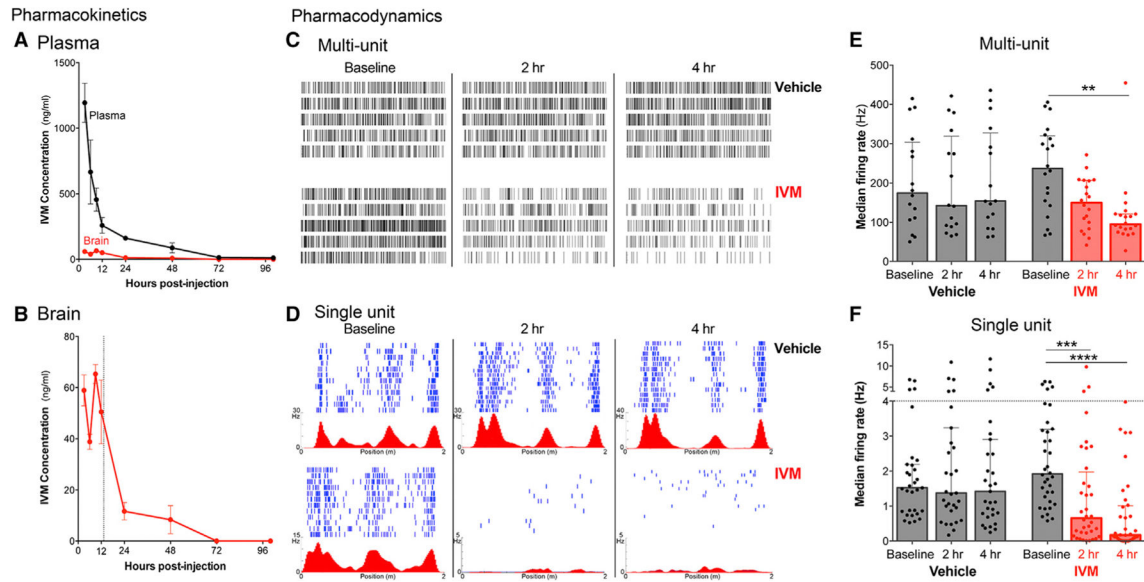 Pharmacokinetics
Pharmacodynamics
A Plasma
IVM Concentration (ng/ml)
1500
1000
500
0
Plasma
Brain
0 12 24 48 72 96
Hours post-injection
B Brain
IVM Concentration (ng/ml)
80
60
40
20
0
0 12 24 48 72 96
Hours post-injection
C Multi-unit
Baseline 2 hr 4 hr
Vehicle
IVM
D Single unit
Baseline 2 hr 4 hr
Vehicle
30 Hz 0
30 Hz 0
40 Hz 0
0 Position (m) 2
0 Position (m) 2
0 Position (m) 2
IVM
15 Hz 0
5 Hz 0
5 Hz 0
0 Position (m) 2
0 Position (m) 2
0 Position (m) 2
E Multi-unit
Median firing rate (Hz)
500
400
300
200
100
0
**
Baseline 2 hr 4 hr Baseline 2 hr 4 hr
Vehicle IVM
F Single unit
Median firing rate (Hz)
15
10
5
4
3
2
1
0
***
****
Baseline 2 hr 4 hr Baseline 2 hr 4 hr
Vehicle IVM